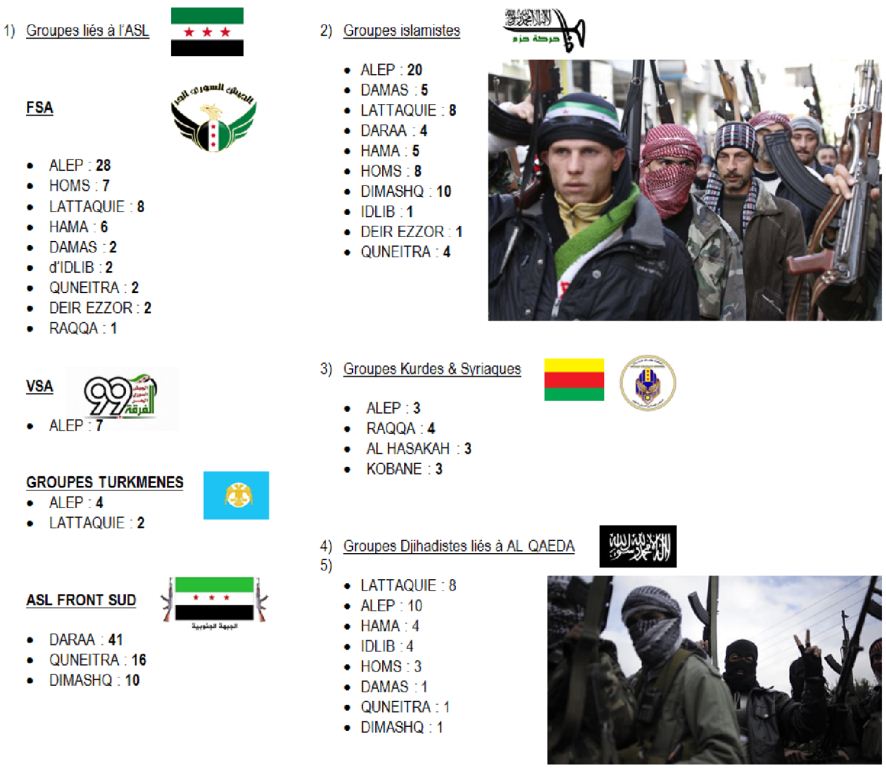 1) Groupes liés à l'ASL
FSA
الجيش السوري الحر
• ALEP : 28
• HOMS : 7
• LATTAQUIE : 8
• HAMA : 6
• DAMAS : 2
• d'IDLIB : 2
• QUNEITRA : 2
• DEIR EZZOR : 2
• RAQQA : 1
VSA
99
الفرقة
• ALEP : 7
GROUPES TURKMENES
• ALEP : 4
• LATTAQUIE : 2
ASL FRONT SUD
الجبهة الجنوبية
• DARAA : 41
• QUNEITRA : 16
• DIMASHQ : 10
2) Groupes islamistes
حركة حزم
• ALEP : 20
• DAMAS : 5
• LATTAQUIE : 8
• DARAA : 4
• HAMA : 5
• HOMS : 8
• DIMASHQ : 10
• IDLIB : 1
• DEIR EZZOR : 1
• QUNEITRA : 4
3) Groupes Kurdes & Syriaques
• ALEP : 3
• RAQQA : 4
• AL HASAKAH : 3
• KOBANE : 3
4) Groupes Djihadistes liés à AL QAEDA
لا إله إلا الله محمد رسول الله
5)
• LATTAQUIE : 8
• ALEP : 10
• HAMA : 4
• IDLIB : 4
• HOMS : 3
• DAMAS : 1
• QUNEITRA : 1
• DIMASHQ : 1